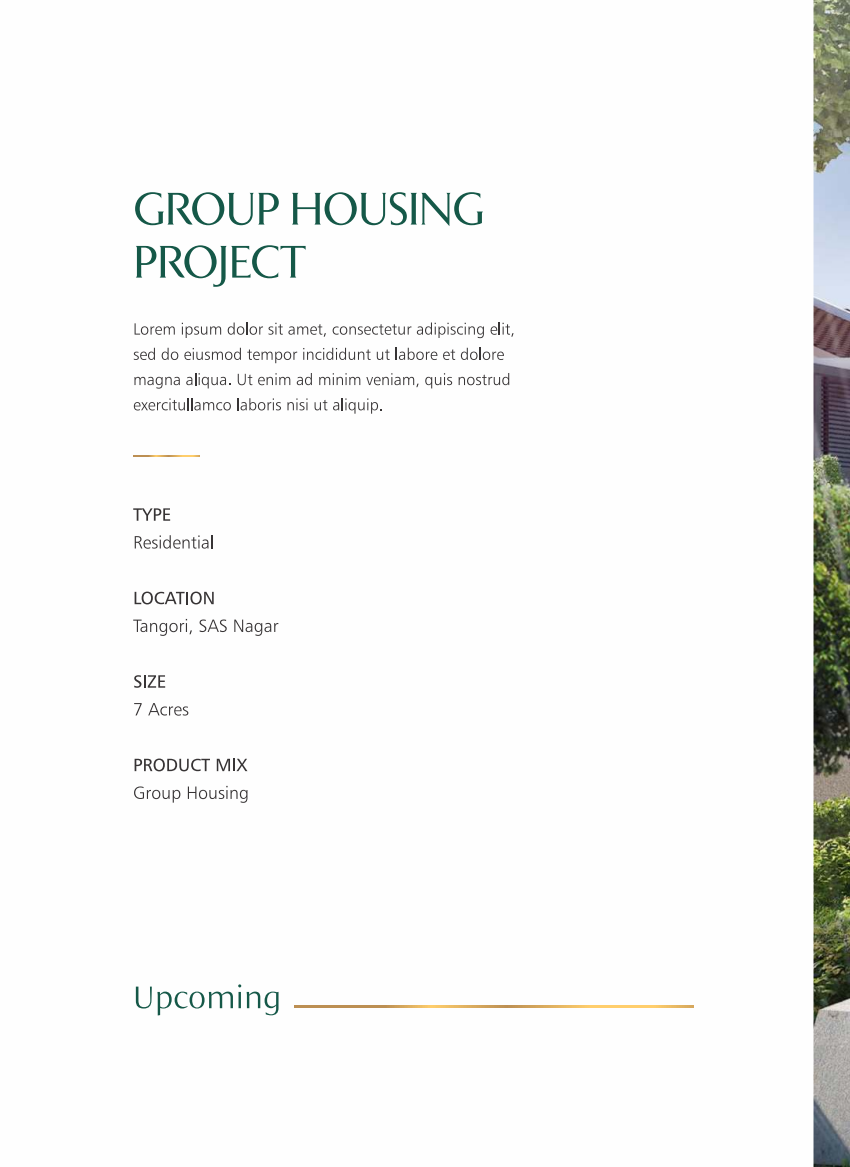 GROUP HOUSING
PROJECT
Lorem ipsum dolor sit amet, consectetur adipiscing elit,
sed do eiusmod tempor incididunt ut labore et dolore
magna aliqua. Ut enim ad minim veniam, quis nostrud
exercitullamco laboris nisi ut aliquip.
TYPE
Residential
LOCATION
Tangori, SAS Nagar
SIZE
7 Acres
PRODUCT MIX
Group Housing
Upcoming